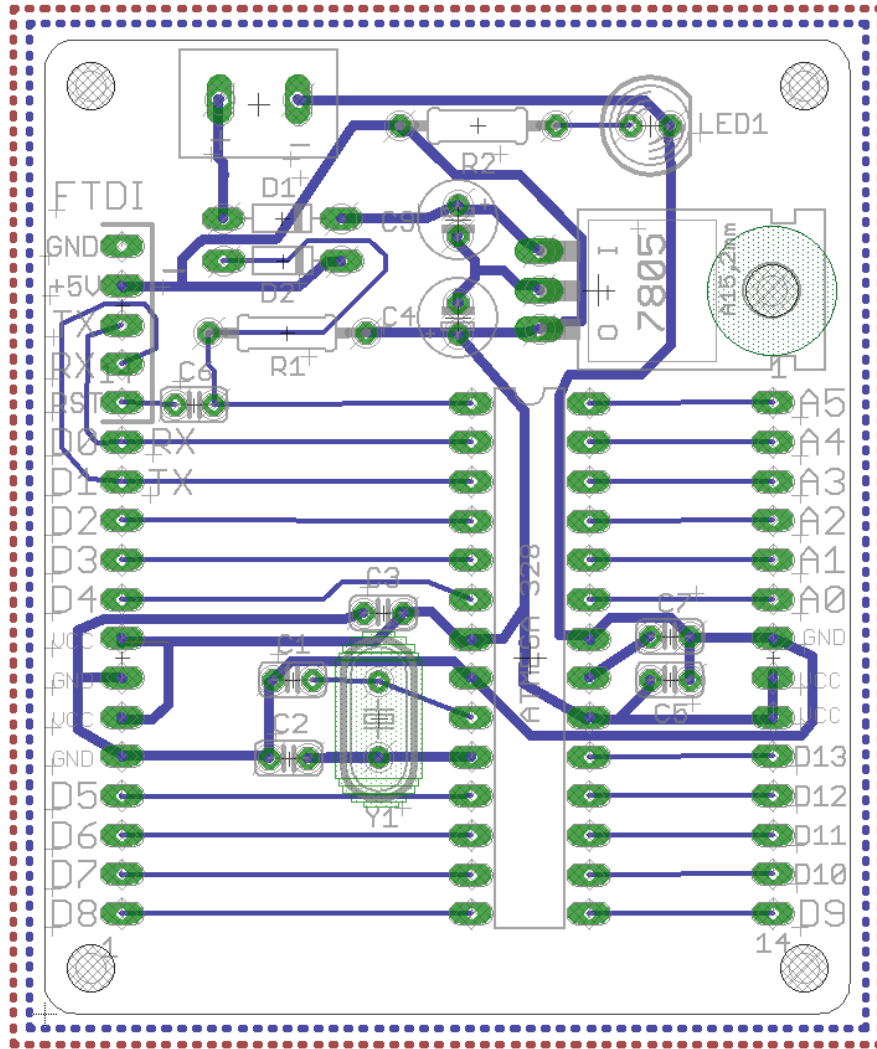 LED1
R2
D1
FTDI
C9
I
7805
A15,2mm
O
GND
+5V
D2
TX
C4
RX
R1
C6
1
RST
A5
D0 RX
A4
D1 TX
A3
D2
A2
D3
A1
ATMEGA 328
D4
C3
A0
C7
VCC
GND
C1
GND
VCC
VCC
C2
C5
VCC
GND
D13
D5
D12
Y1
D6
D11
D7
D10
D8
D9
1
14